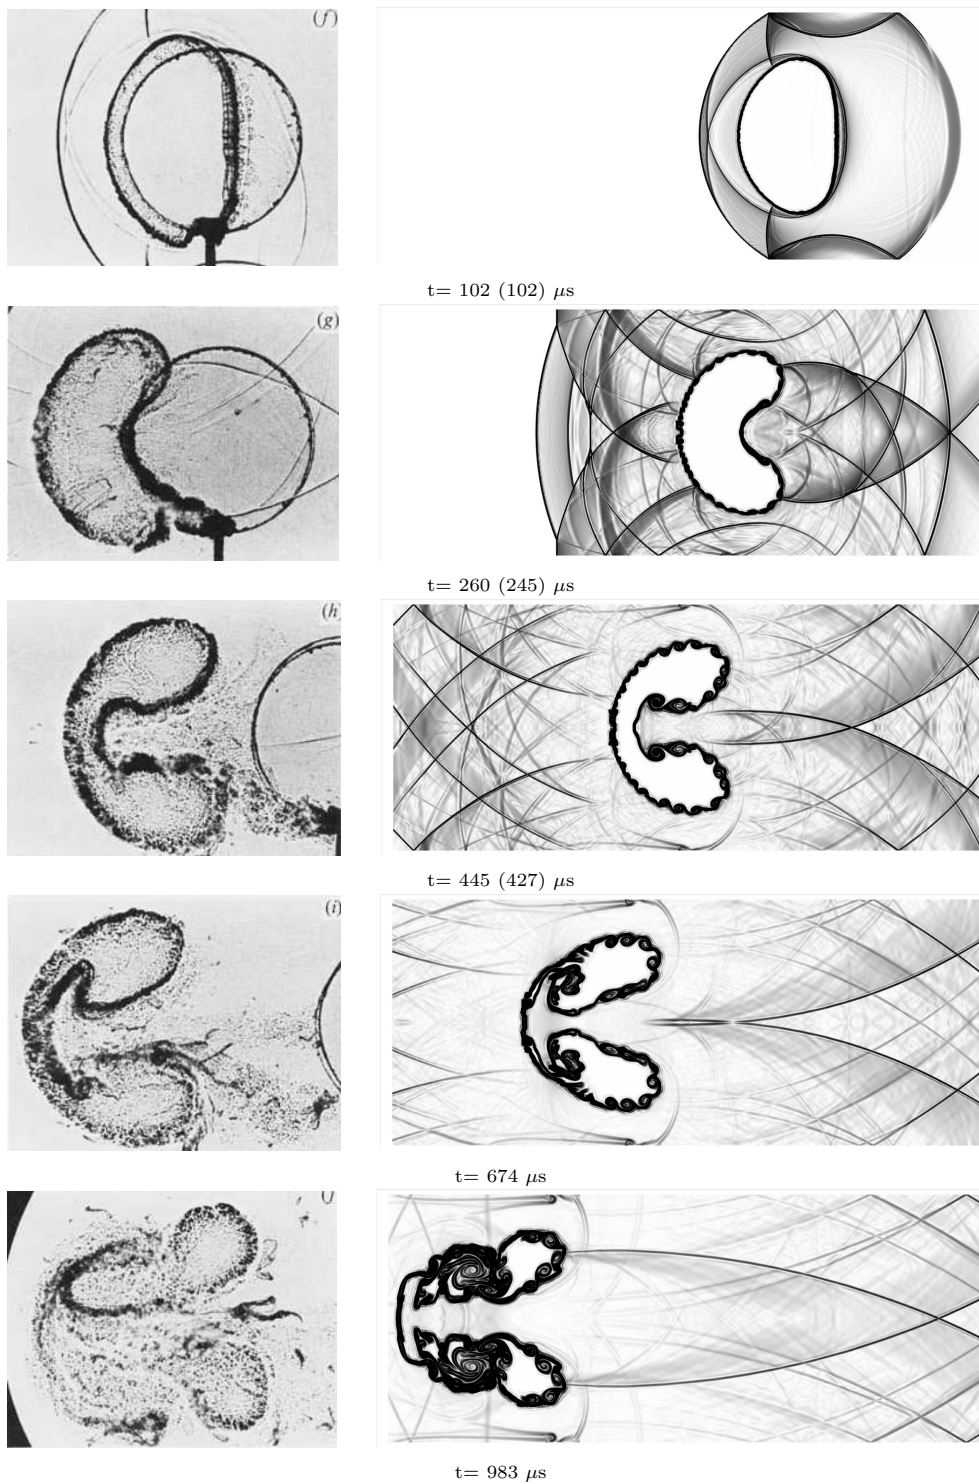 (f)
t= 102 (102) μs
(g)
t= 260 (245) μs
(h)
t= 445 (427) μs
(i)
t= 674 μs
t= 983 μs